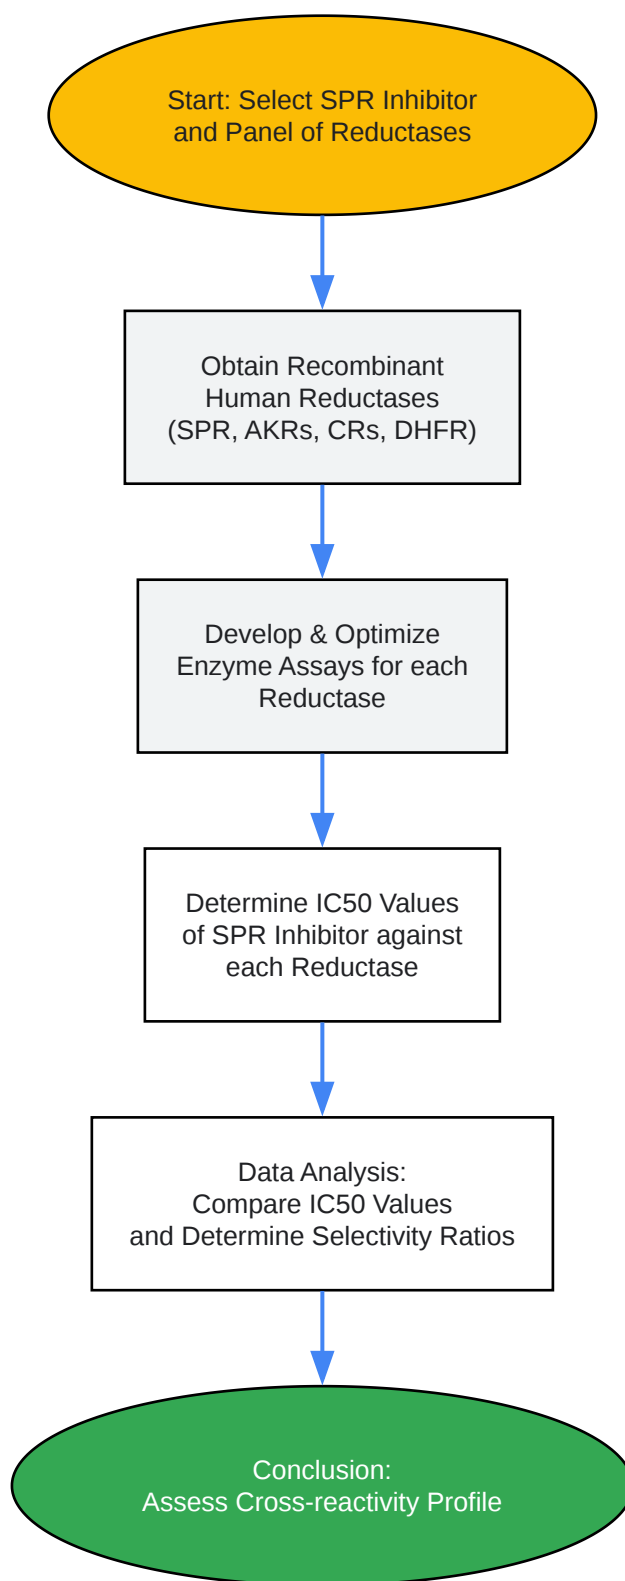 Start: Select SPR Inhibitor
and Panel of Reductases
Obtain Recombinant
Human Reductases
(SPR, AKRs, CRs, DHFR)
Develop & Optimize
Enzyme Assays for each
Reductase
Determine IC50 Values
of SPR Inhibitor against
each Reductase
Data Analysis:
Compare IC50 Values
and Determine Selectivity Ratios
Conclusion:
Assess Cross-reactivity Profile